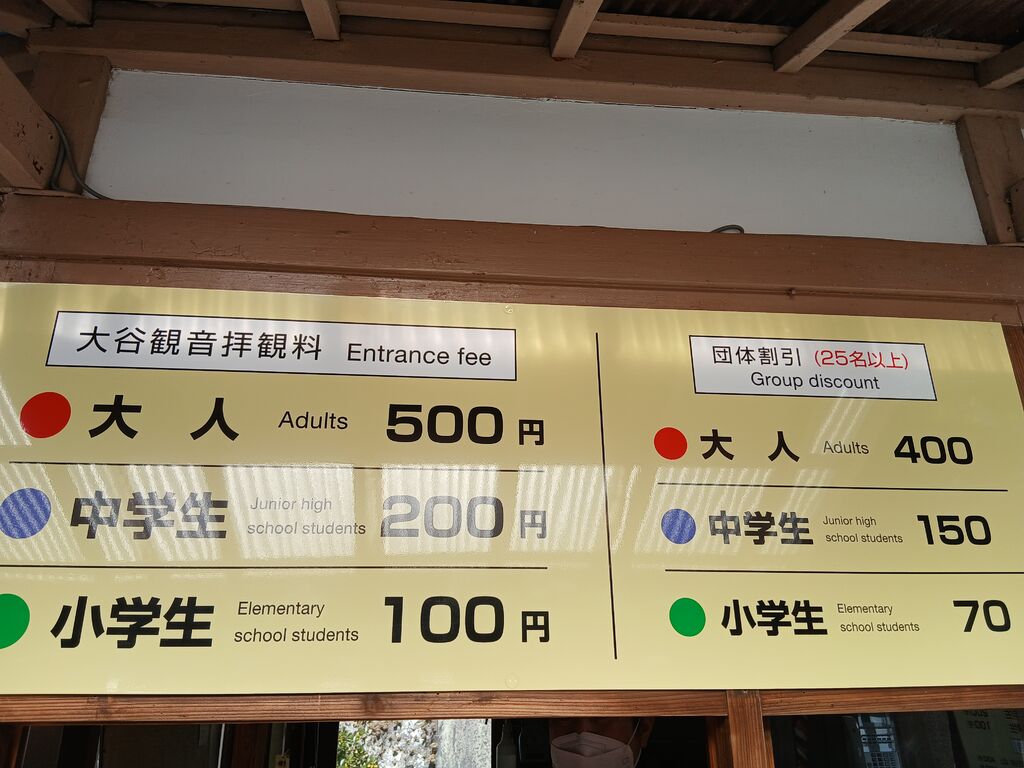 大谷観音拝観料 Entrance fee
大人 Adults 500円
中学生 Junior high school students 200円
小学生 Elementary school students 100円
団体割引 (25名以上)
Group discount
大人 Adults 400
中学生 Junior high school students 150
小学生 Elementary school students 70